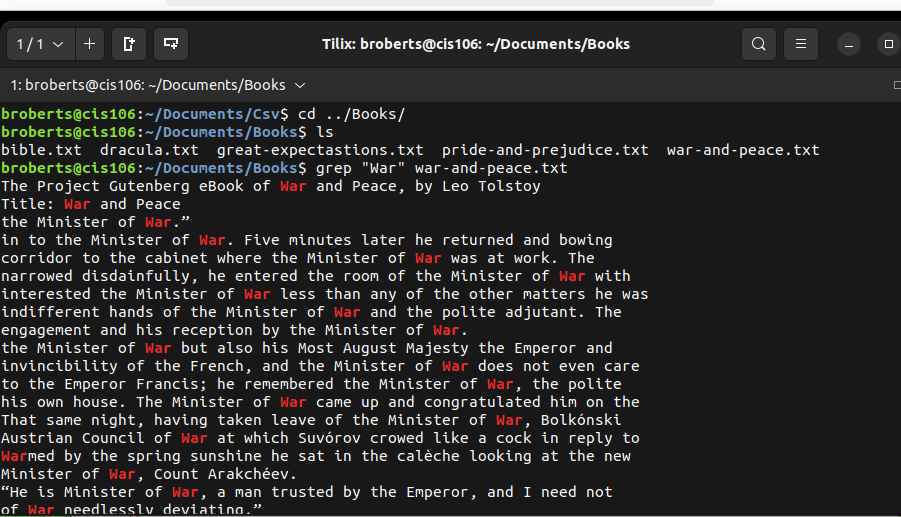 1 / 1
Tilix: broberts@cis106: ~/Documents/Books
1: broberts@cis106: ~/Documents/Books
broberts@cis106:~/Documents/Csv$ cd ../Books/
broberts@cis106:~/Documents/Books$ ls
bible.txt  dracula.txt  great-expectastions.txt  pride-and-prejudice.txt  war-and-peace.txt
broberts@cis106:~/Documents/Books$ grep "War" war-and-peace.txt
The Project Gutenberg eBook of War and Peace, by Leo Tolstoy
Title: War and Peace
the Minister of War.”
in to the Minister of War. Five minutes later he returned and bowing
corridor to the cabinet where the Minister of War was at work. The
narrowed disdainfully, he entered the room of the Minister of War with
interested the Minister of War less than any of the other matters he was
indifferent hands of the Minister of War and the polite adjutant. The
engagement and his reception by the Minister of War.
the Minister of War but also his Most August Majesty the Emperor and
invincibility of the French, and the Minister of War does not even care
to the Emperor Francis; he remembered the Minister of War, the polite
his own house. The Minister of War came up and congratulated him on the
That same night, having taken leave of the Minister of War, Bolkónski
Austrian Council of War at which Suvórov crowed like a cock in reply to
Warmed by the spring sunshine he sat in the calèche looking at the new
Minister of War, Count Arakchéev.
“He is Minister of War, a man trusted by the Emperor, and I need not
of War needlessly deviating.”